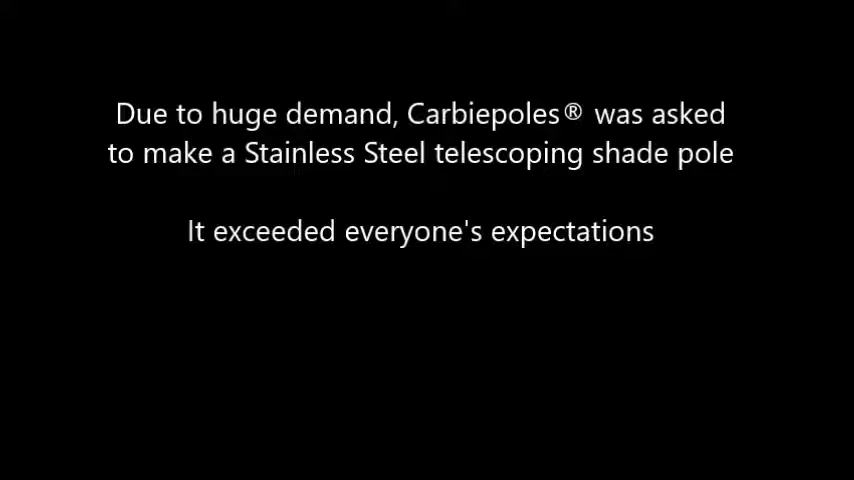 Due to huge demand, Carbiepoles® was asked
to make a Stainless Steel telescoping shade pole
It exceeded everyone's expectations